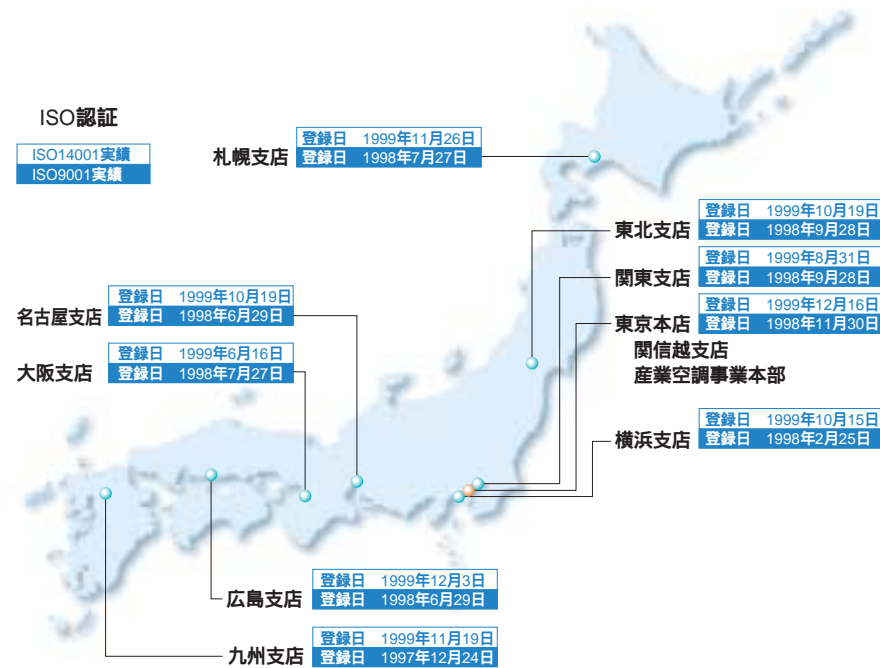 ISO認証
ISO14001実績
ISO9001実績
札幌支店
登録日 1999年11月26日
登録日 1998年7月27日
東北支店
登録日 1999年10月19日
登録日 1998年9月28日
関東支店
登録日 1999年8月31日
登録日 1998年9月28日
東京本店
登録日 1999年12月16日
登録日 1998年11月30日
関信越支店
産業空調事業本部
名古屋支店
登録日 1999年10月19日
登録日 1998年6月29日
大阪支店
登録日 1999年6月16日
登録日 1998年7月27日
横浜支店
登録日 1999年10月15日
登録日 1998年2月25日
広島支店
登録日 1999年12月3日
登録日 1998年6月29日
九州支店
登録日 1999年11月19日
登録日 1997年12月24日